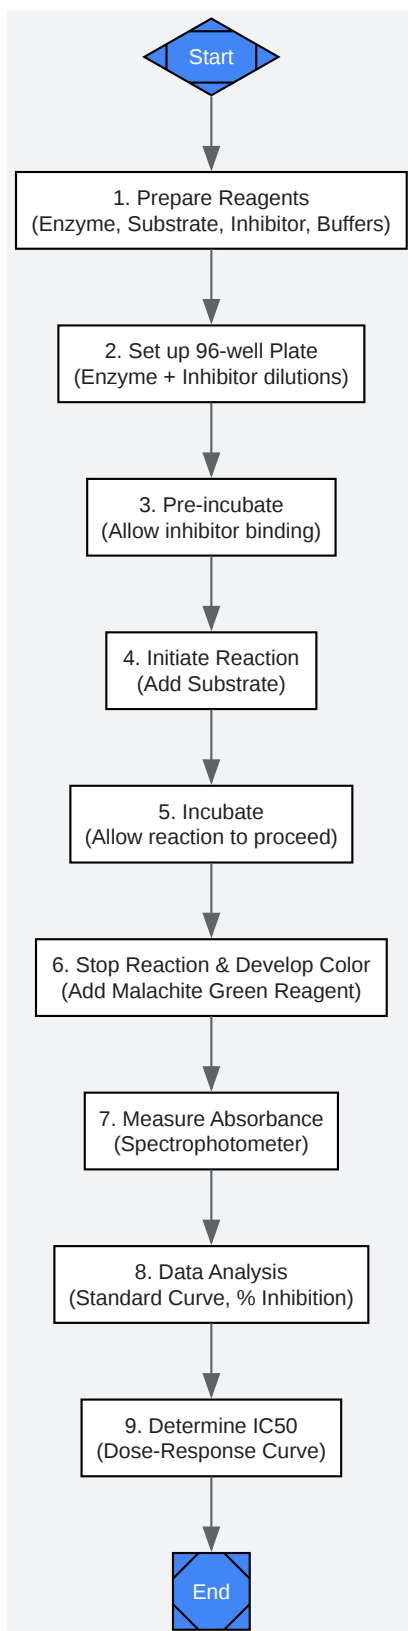 Start
1. Prepare Reagents
(Enzyme, Substrate, Inhibitor, Buffers)
2. Set up 96-well Plate
(Enzyme + Inhibitor dilutions)
3. Pre-incubate
(Allow inhibitor binding)
4. Initiate Reaction
(Add Substrate)
5. Incubate
(Allow reaction to proceed)
6. Stop Reaction & Develop Color
(Add Malachite Green Reagent)
7. Measure Absorbance
(Spectrophotometer)
8. Data Analysis
(Standard Curve, % Inhibition)
9. Determine IC50
(Dose-Response Curve)
End